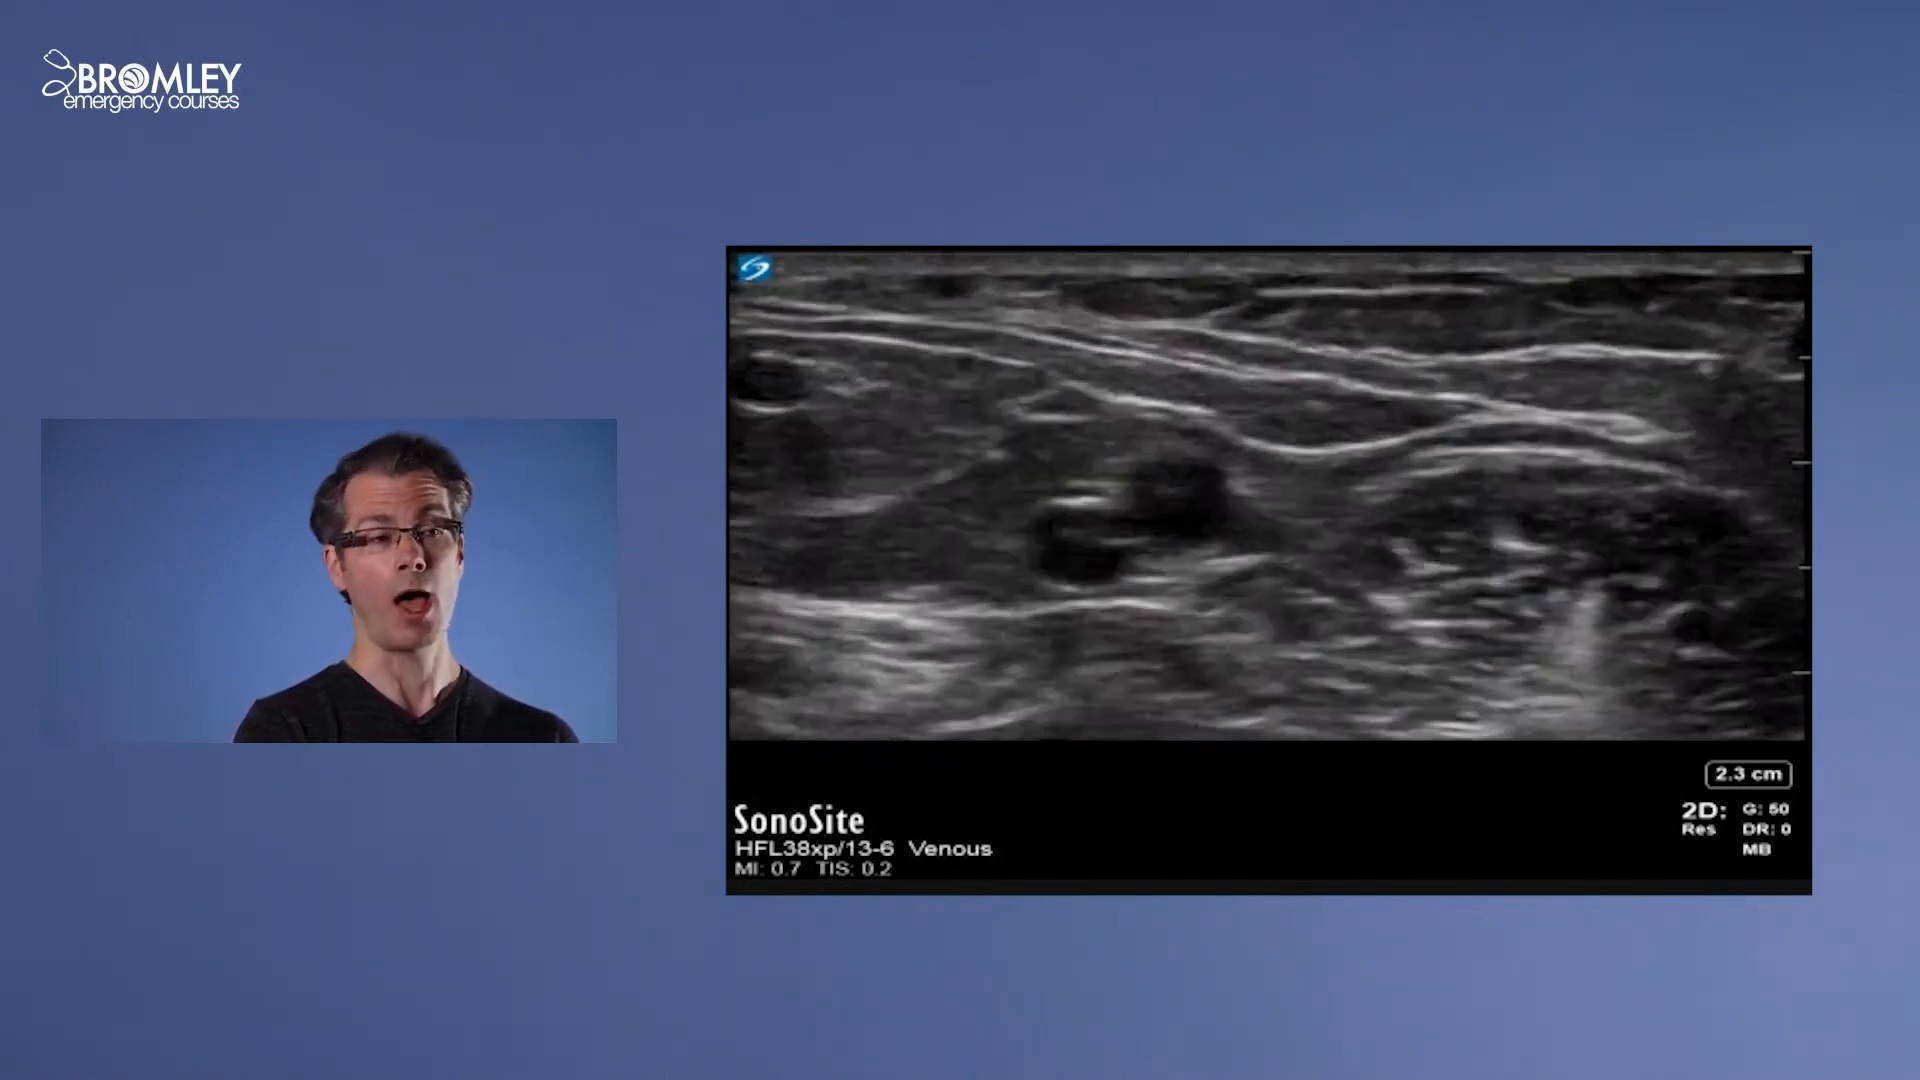 BROMLEY
emergency courses
2.3 cm
2D: G: 50
Res DR: 0
MB
SonoSite
HFL38xp/13-6 Venous
MI: 0.7 TIS: 0.2